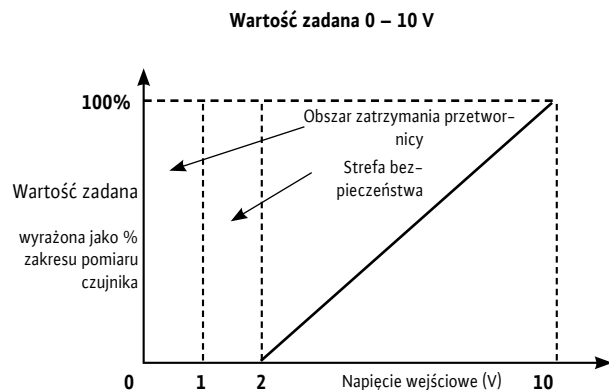 Wartość zadana 0 – 10 V
100%
Obszar zatrzymania przetwor-
nicy
Strefa bez-
pieczeństwa
Wartość zadana
wyrażona jako %
zakresu pomiaru
czujnika
0 1 2 Napięcie wejściowe (V) 10